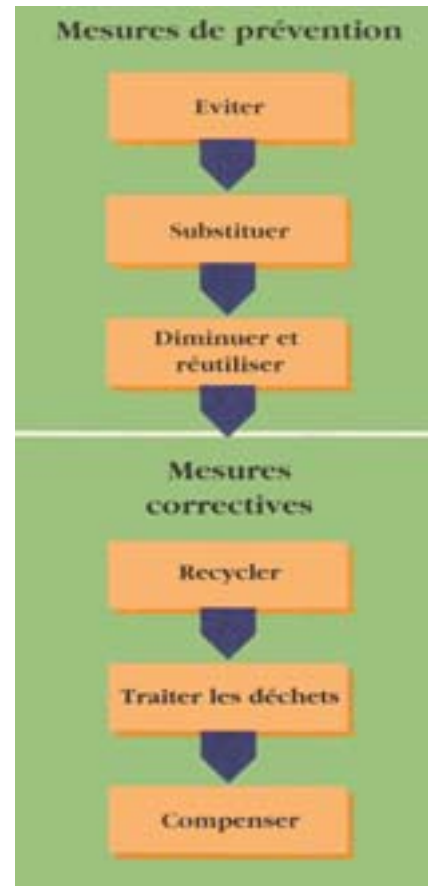 Mesures de prévention
Eviter
Substituer
Diminuer et
réutiliser
Mesures
correctives
Recycler
Traiter les déchets
Compenser